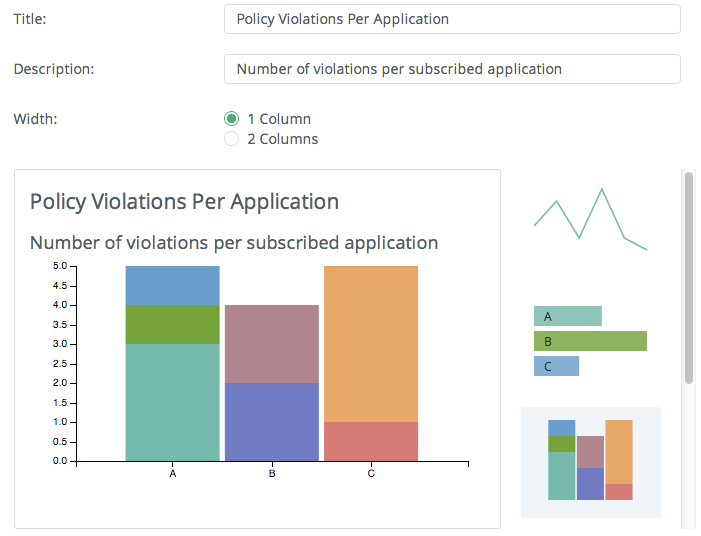 Title:
Policy Violations Per Application
Description:
Number of violations per subscribed application
Width:
1 Column
2 Columns
Policy Violations Per Application
Number of violations per subscribed application
5.0
4.5
4.0
3.5
3.0
2.5
2.0
1.5
1.0
0.5
0.0
A
B
C
A
B
C